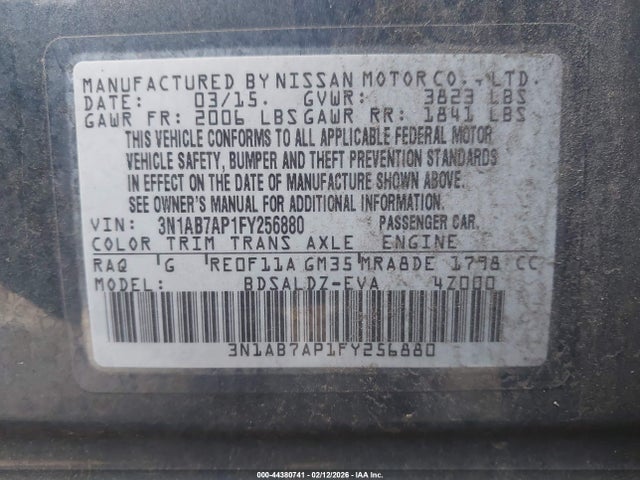 MANUFACTURED BY NISSAN MOTOR CO., LTD.
DATE: 03/15. GVWR: 3823 LBS
GAWR FR: 2006 LBS GAWR RR: 1841 LBS
THIS VEHICLE CONFORMS TO ALL APPLICABLE FEDERAL MOTOR
VEHICLE SAFETY, BUMPER AND THEFT PREVENTION STANDARDS
IN EFFECT ON THE DATE OF MANUFACTURE SHOWN ABOVE.
SEE OWNER'S MANUAL FOR ADDITIONAL INFORMATION.
VIN: 3N1AB7AP1FY256880 PASSENGER CAR.
COLOR TRIM TRANS AXLE ENGINE
RAQ G RE0F11A GM35 MRA8DE 1798 CC
MODEL: BDSALDZ-EVA 4Z000
3N1AB7AP1FY256880
000-44380741 - 02/12/2026 - IAA Inc.